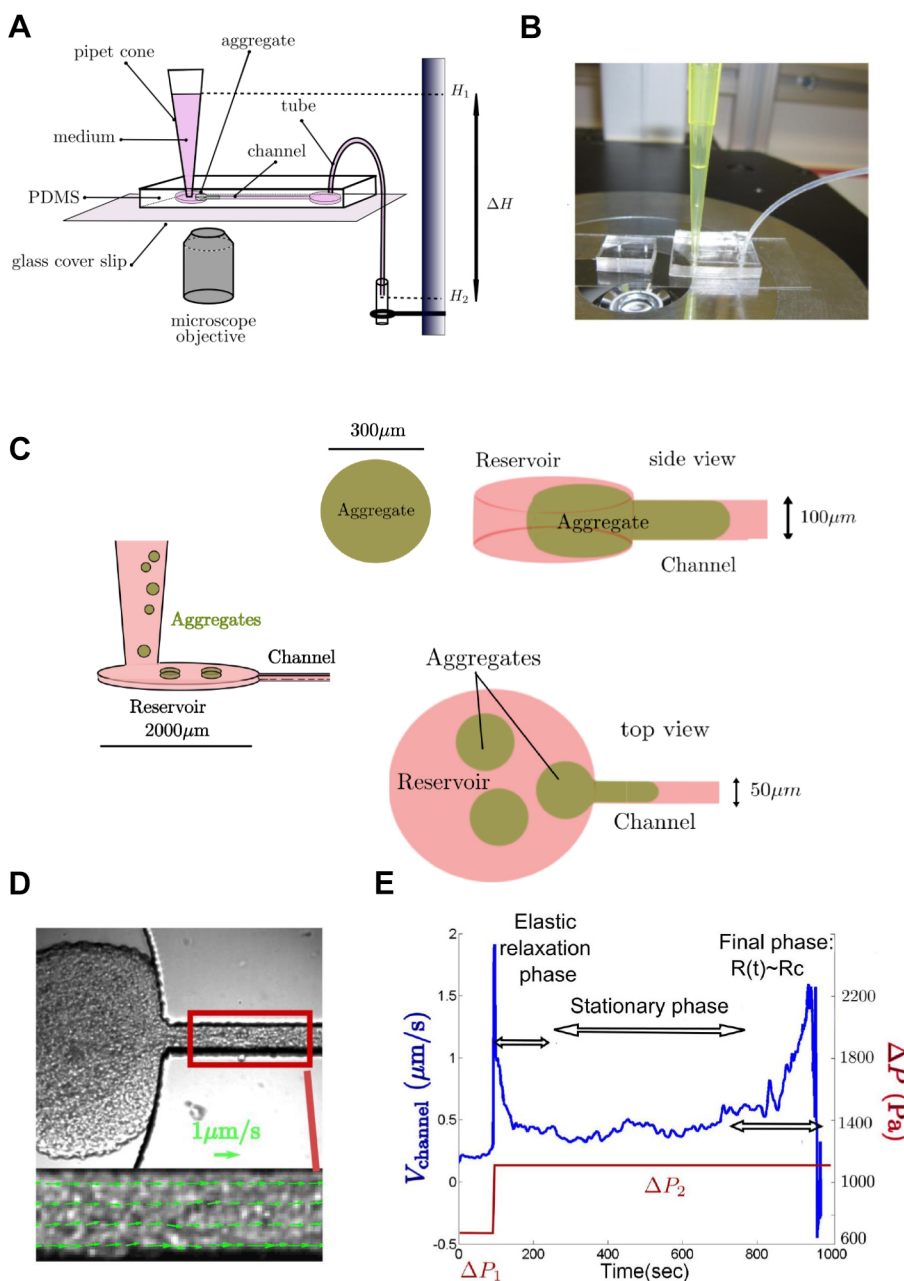 A
pipet cone
aggregate
H₁
tube
medium
channel
PDMS
ΔH
glass cover slip
H₂
microscope
objective
B
C
300μm
Aggregate
Reservoir
side view
Aggregate
100μm
Channel
Aggregates
Channel
Reservoir
2000μm
Aggregates
top view
Reservoir
50μm
Channel
D
1μm/s
E
Elastic
relaxation
phase
Final phase:
R(t)~Rc
Stationary phase
2
1.5
1
0.5
0
-0.5
V_channel (μm/s)
2200
1800
1400
1000
600
ΔP (Pa)
ΔP₂
ΔP₁
0
200
400
600
800
1000
Time(sec)